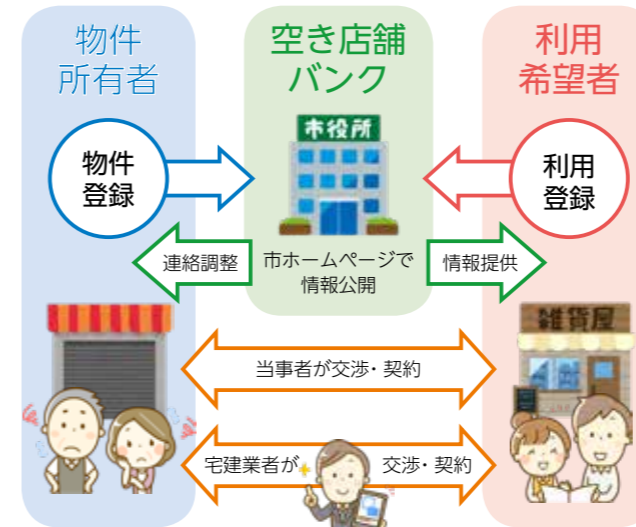 物件
所有者
空き店舗
バンク
利用
希望者
市役所
物件
登録
利用
登録
連絡調整
市ホームページで
情報公開
情報提供
雑貨屋
当事者が交渉・契約
宅建業者が
交渉・契約